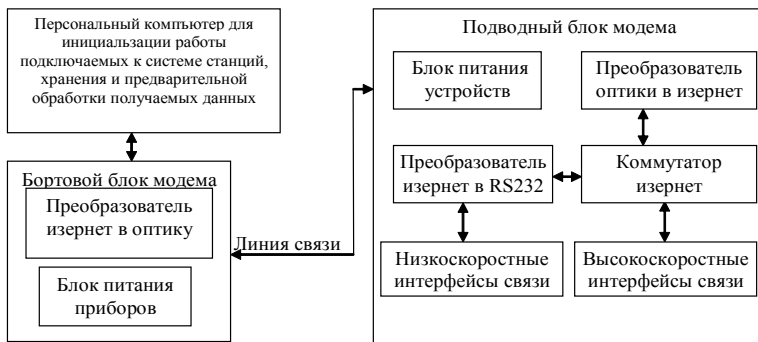 Персональный компьютер для
инициальзации работы
подключаемых к системе станций,
хранения и предварительной
обработки получаемых данных
Бортовой блок модема
Преобразователь
изернет в оптику
Блок питания
приборов
Линия связи
Подводный блок модема
Блок питания
устройств
Преобразователь
оптики в изернет
Преобразователь
изернет в RS232
Коммутатор
изернет
Низкоскоростные
интерфейсы связи
Высокоскоростные
интерфейсы связи